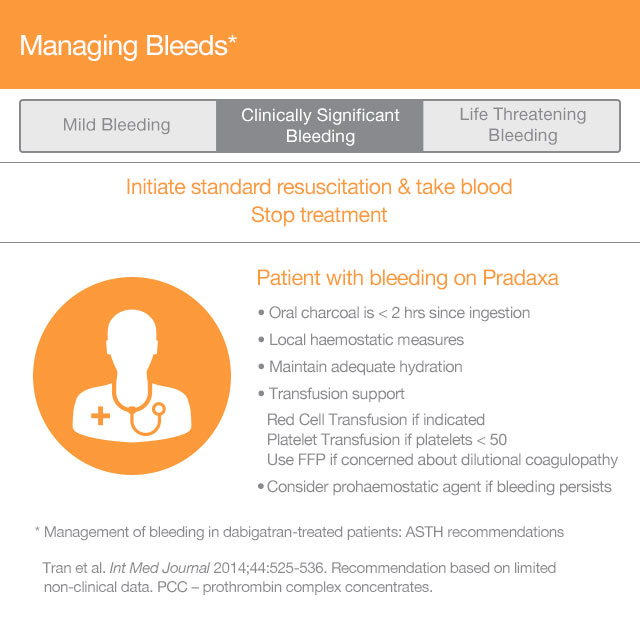 Managing Bleeds*
Mild Bleeding
Clinically Significant
Bleeding
Life Threatening
Bleeding
Initiate standard resuscitation & take blood
Stop treatment
Patient with bleeding on Pradaxa
• Oral charcoal is < 2 hrs since ingestion
• Local haemostatic measures
• Maintain adequate hydration
• Transfusion support
Red Cell Transfusion if indicated
Platelet Transfusion if platelets < 50
Use FFP if concerned about dilutional coagulopathy
• Consider prohaemostatic agent if bleeding persists
* Management of bleeding in dabigatran-treated patients: ASTH recommendations
Tran et al. Int Med Journal 2014;44:525-536. Recommendation based on limited
non-clinical data. PCC – prothrombin complex concentrates.